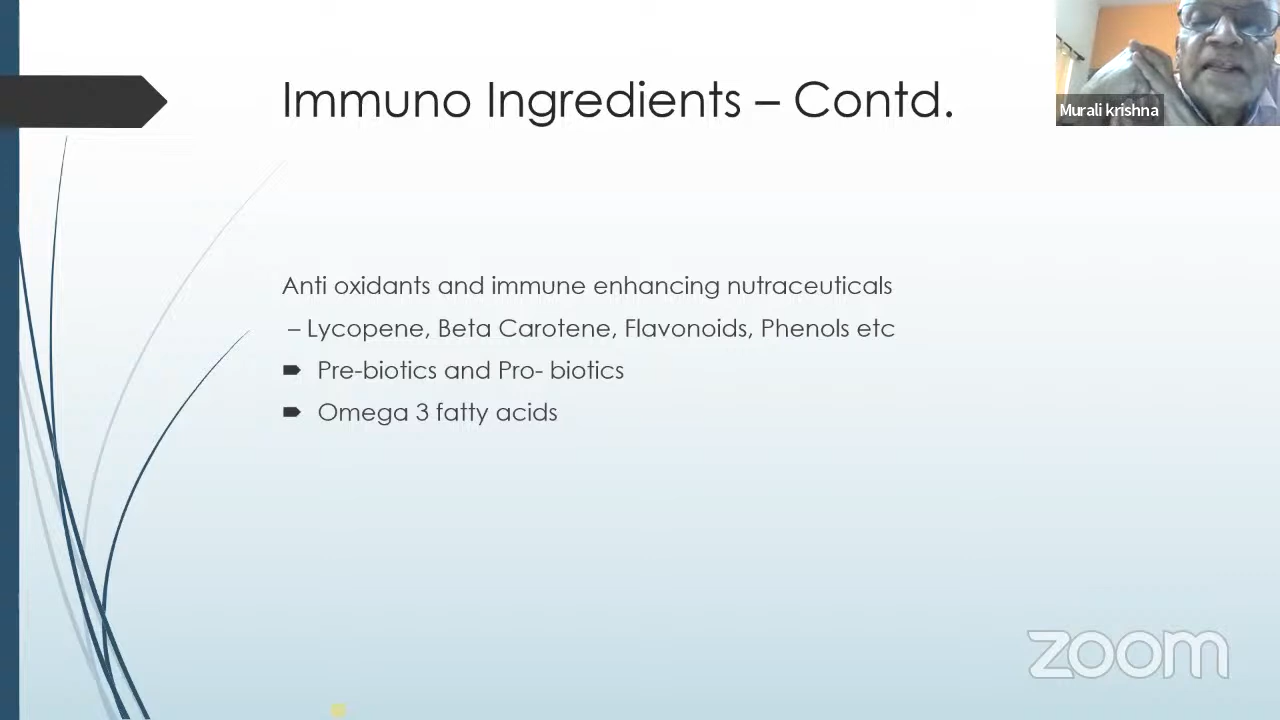 Immuno Ingredients – Contd.
Murali krishna
Anti oxidants and immune enhancing nutraceuticals
– Lycopene, Beta Carotene, Flavonoids, Phenols etc
Pre-biotics and Pro- biotics
Omega 3 fatty acids
zoom